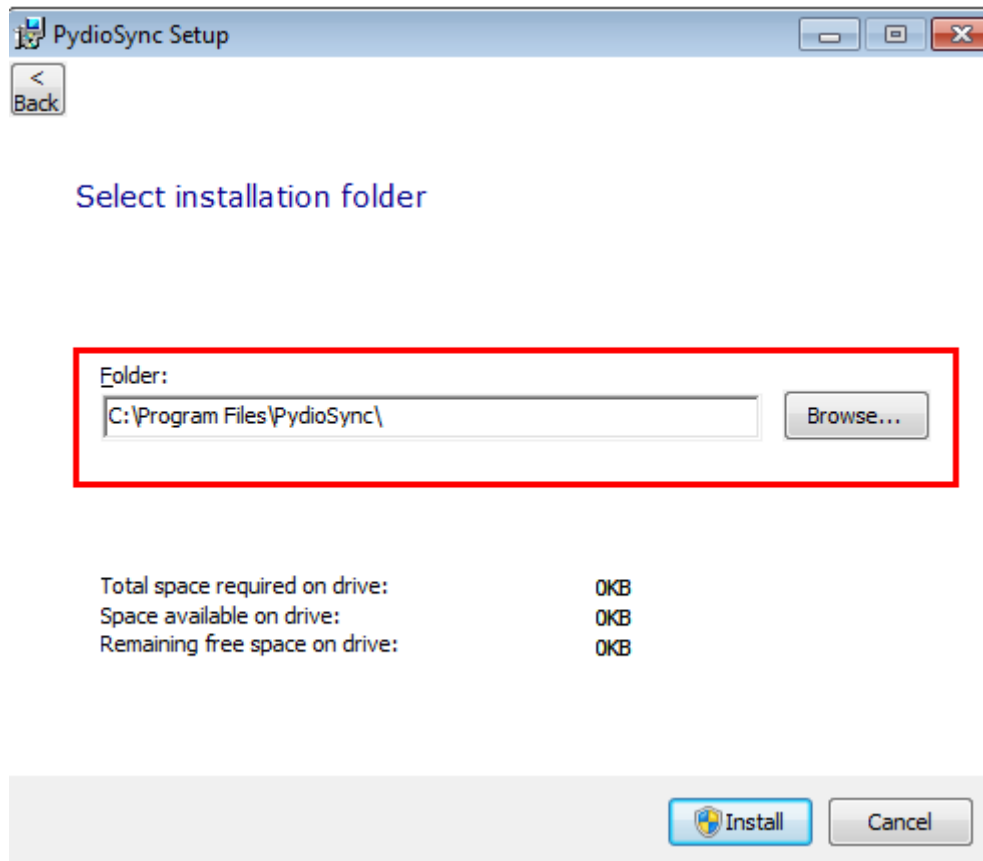 PydioSync Setup
<
Back
Select installation folder
Folder:
C:\Program Files\PydioSync\
Browse...
Total space required on drive: 0KB
Space available on drive: 0KB
Remaining free space on drive: 0KB
Install
Cancel